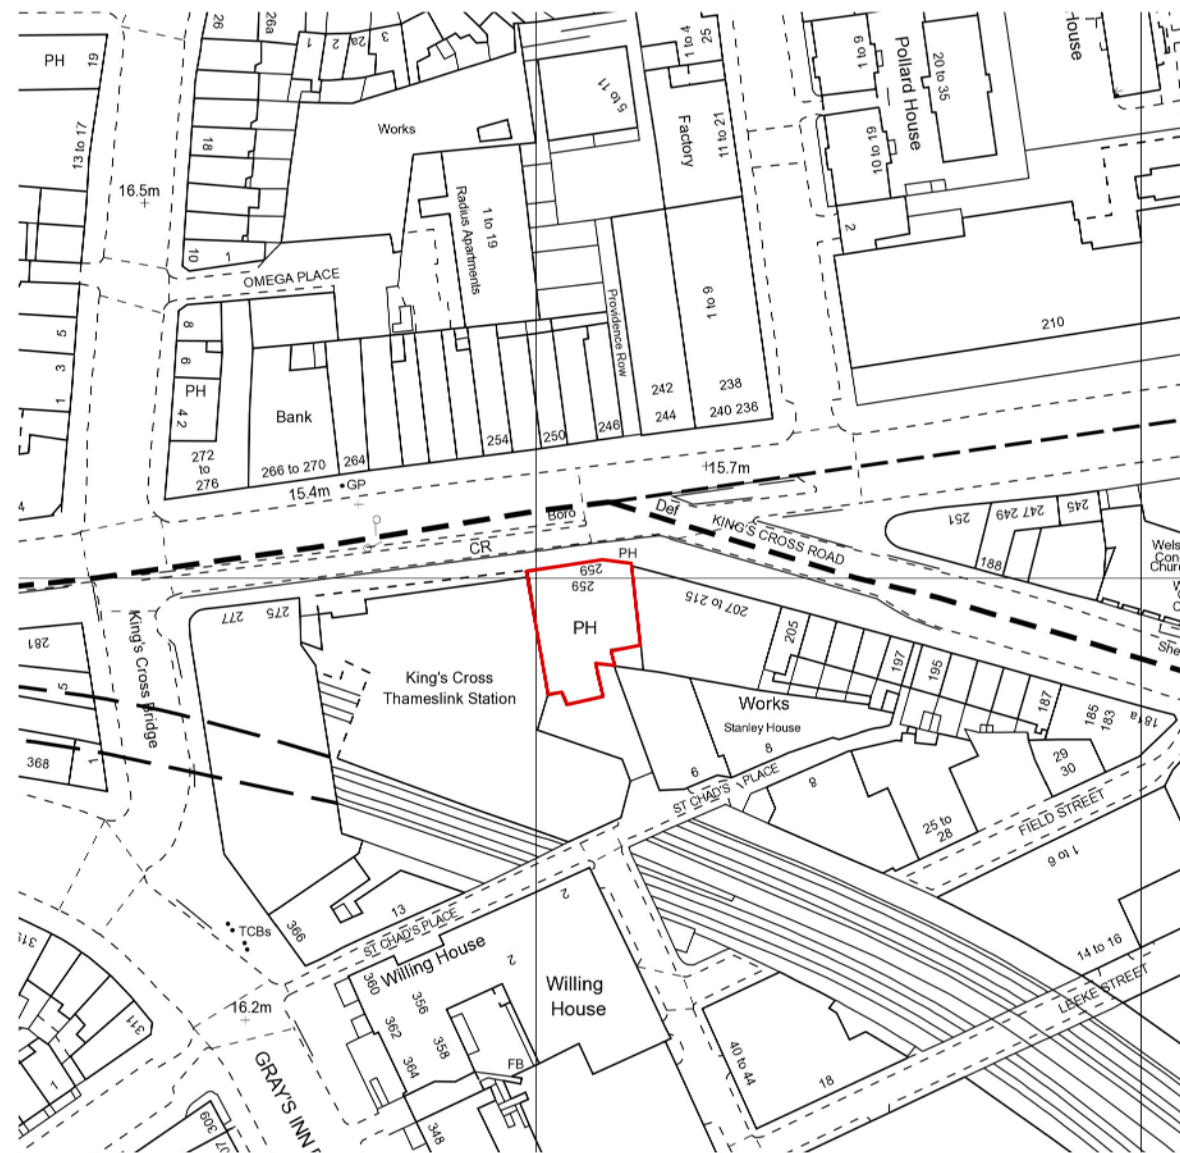 26
26a
1
2
2a
3
25
1 to 4
5 to 11
1 to 9
Pollard House
20 to 35
House
PH
19
13 to 17
Works
Factory
11 to 21
10 to 19
18
16.5m
Radius Apartments
1 to 19
2
10
1
OMEGA PLACE
Providence Row
1 to 9
210
8
5
6
3
PH
1
4 2
Bank
242
238
244
240 236
246
250
254
264
272
to
276
266 to 270
15.7m
15.4m
GP
4
Boro
Def
CR
KING'S CROSS ROAD
251
247 249
245
188
PH
259
259
PH
207 to 215
277
275
King's Cross Bridge
281
5
368
1
King's Cross
Thameslink Station
205
197
195
187
185
183
181a
Works
Stanley House
8
6
ST CHAD'S PLACE
8
29
30
25 to
28
FIELD STREET
1 to 6
366
13
ST CHAD'S PLACE
TCBs
2
Willing House
2
Willing
House
360
356
362
358
364
348
FB
14 to 16
LEEKE STREET
40 to 44
18
16.2m
GRAY'S INN
311
1
309